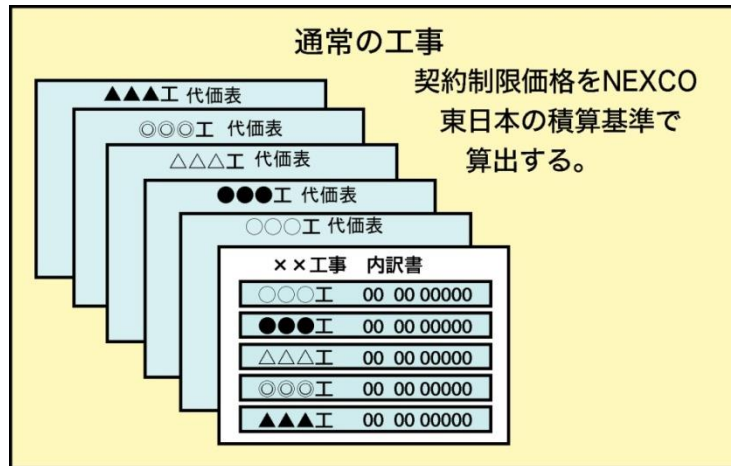 通常の工事
契約制限価格をNEXCO
東日本の積算基準で
算出する。
▲▲▲工 代価表
◎◎◎工 代価表
△△△工 代価表
●●●工 代価表
○○○工 代価表
××工事 内訳書
○○○工 00 00 00000
●●●工 00 00 00000
△△△工 00 00 00000
◎◎◎工 00 00 00000
▲▲▲工 00 00 00000